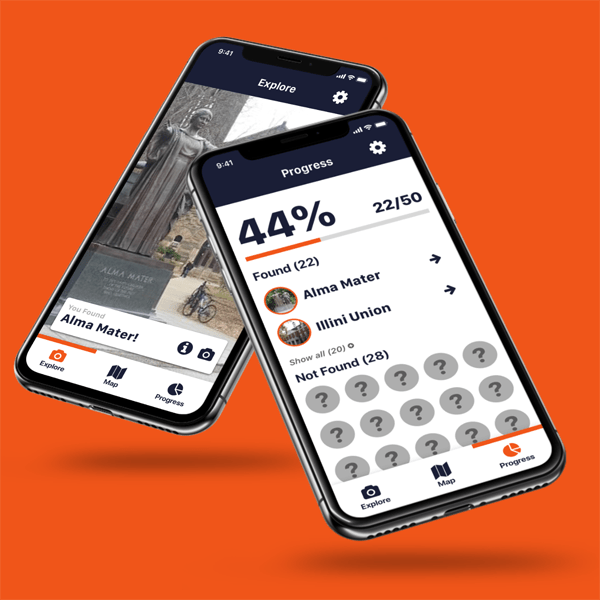 9:41
Explore
ALMA MATER
You Found
Alma Mater!
Explore
Map
Progress
9:41
Progress
44%
22/50
Found (22)
Alma Mater
Illini Union
Show all (20)
Not Found (28)
? ? ? ? ?
? ? ? ? ?
? ? ? ? ?
Explore
Map
Progress